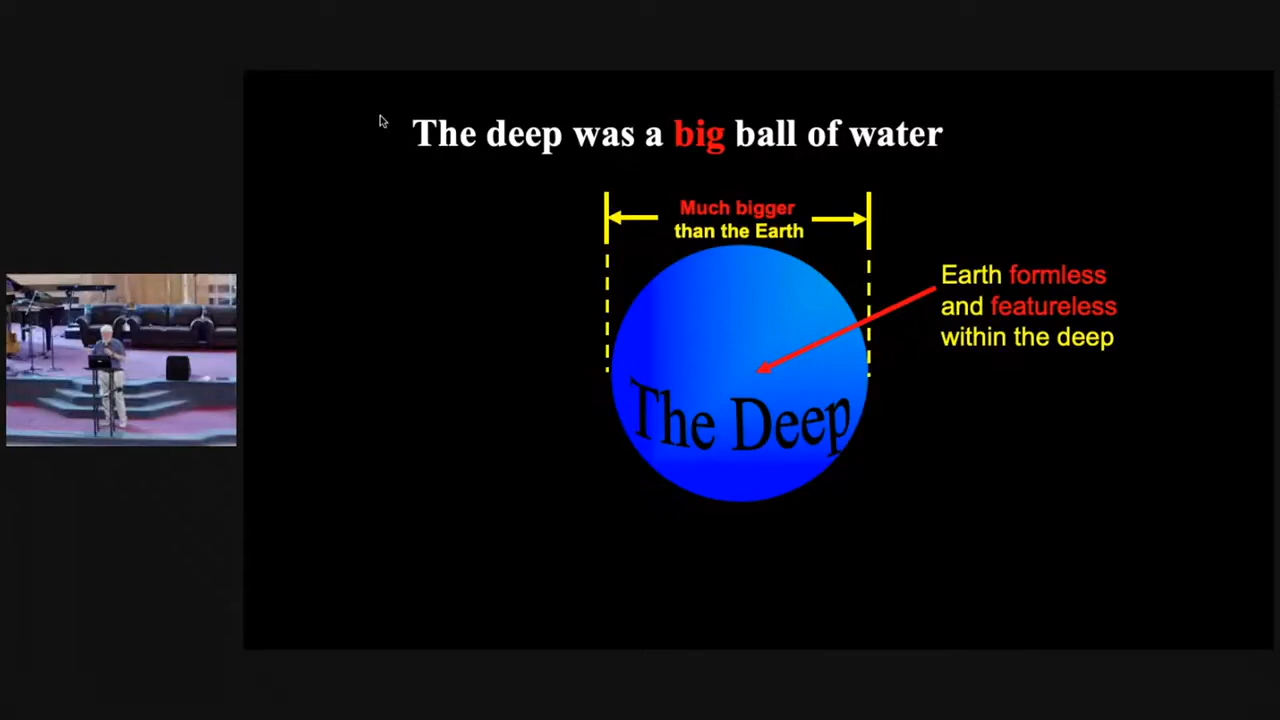 The deep was a big ball of water
Much bigger
than the Earth
Earth formless
and featureless
within the deep
The Deep